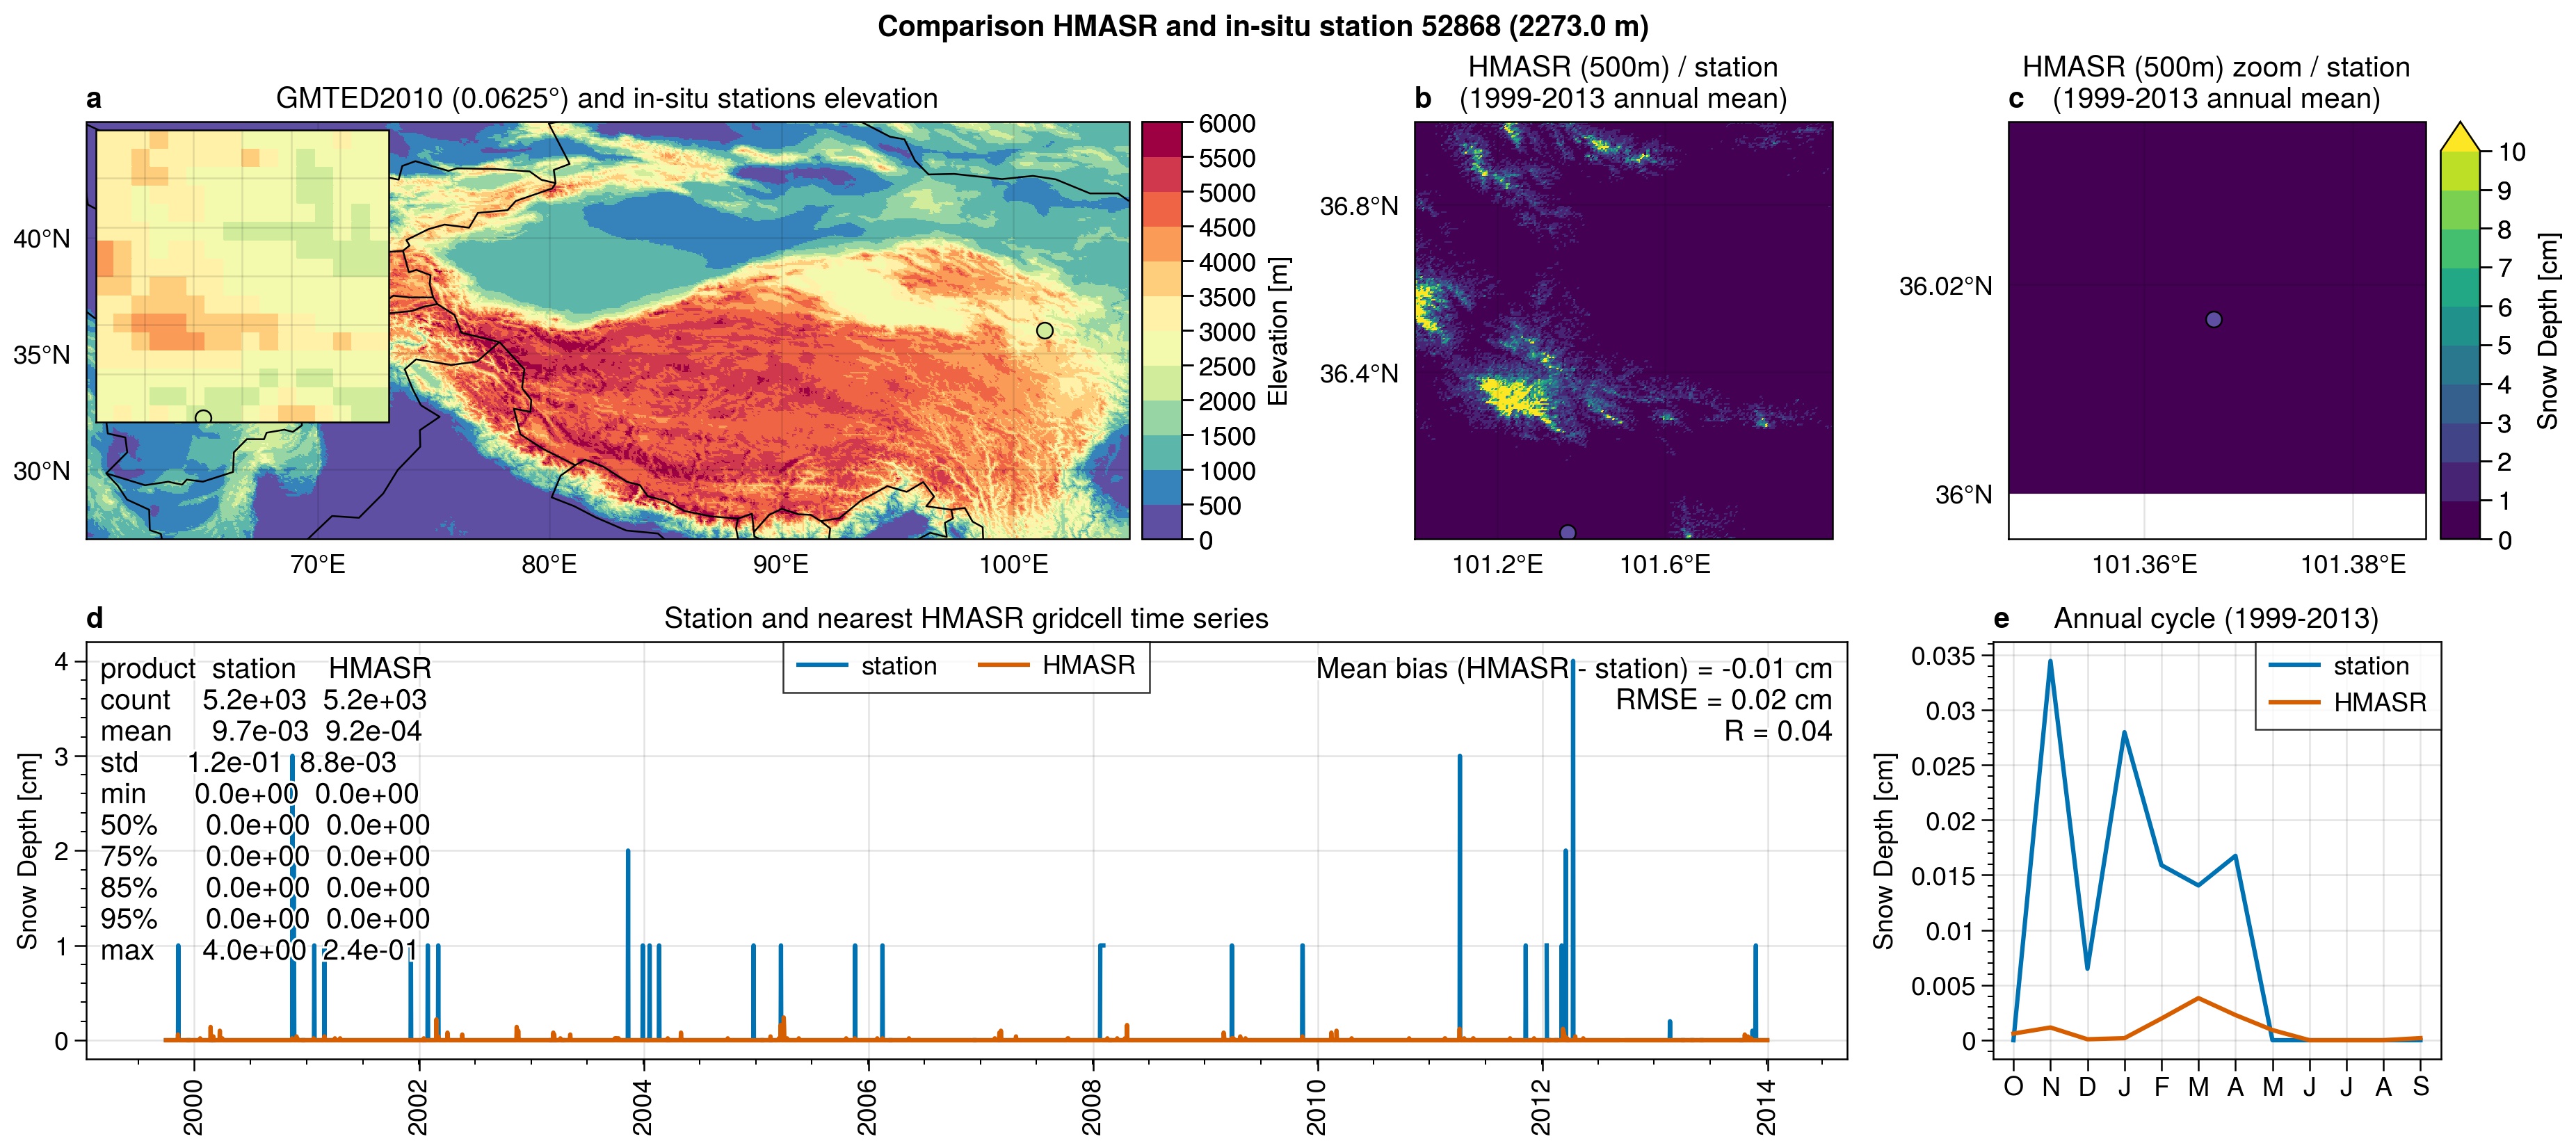 Comparison HMASR and in-situ station 52868 (2273.0 m)
a
GMTED2010 (0.0625°) and in-situ stations elevation
40°N
35°N
30°N
70°E
80°E
90°E
100°E
6000
5500
5000
4500
4000
3500
3000
2500
2000
1500
1000
500
0
Elevation [m]
b
HMASR (500m) / station
(1999-2013 annual mean)
36.8°N
36.4°N
101.2°E
101.6°E
c
HMASR (500m) zoom / station
(1999-2013 annual mean)
36.02°N
36°N
101.36°E
101.38°E
10
9
8
7
6
5
4
3
2
1
0
Snow Depth [cm]
d
Station and nearest HMASR gridcell time series
Snow Depth [cm]
4
3
2
1
0
product station HMASR
count 5.2e+03 5.2e+03
mean 9.7e-03 9.2e-04
std 1.2e-01 8.8e-03
min 0.0e+00 0.0e+00
50% 0.0e+00 0.0e+00
75% 0.0e+00 0.0e+00
85% 0.0e+00 0.0e+00
95% 0.0e+00 0.0e+00
max 4.0e+00 2.4e-01
station
HMASR
Mean bias (HMASR - station) = -0.01 cm
RMSE = 0.02 cm
R = 0.04
2000
2002
2004
2006
2008
2010
2012
2014
e
Annual cycle (1999-2013)
Snow Depth [cm]
0.035
0.03
0.025
0.02
0.015
0.01
0.005
0
station
HMASR
O N D J F M A M J J A S